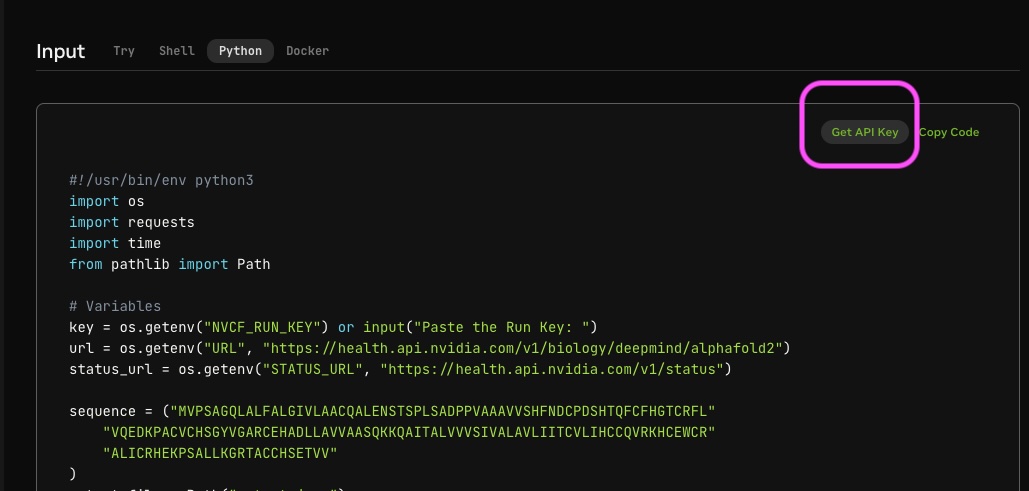 Input Try Shell Python Docker
Get API Key Copy Code
#!/usr/bin/env python3
import os
import requests
import time
from pathlib import Path
# Variables
key = os.getenv("NVCF_RUN_KEY") or input("Paste the Run Key: ")
url = os.getenv("URL", "https://health.api.nvidia.com/v1/biology/deepmind/alphafold2")
status_url = os.getenv("STATUS_URL", "https://health.api.nvidia.com/v1/status")
sequence = ("MVPSAGQLALFALGIVLAACQALENSTSPLSADPPVAAAVVSHFNDCPDSHTQFCFHGTCRFL"
"VQEDKPACVCHSGYVGARCEHADLLAVVAASQKKQAITALVVVSIVALAVLIITCVLIHCCQVRKHCEWCR"
"ALICRHEKPSALLKGRTACCHSETVV"
)